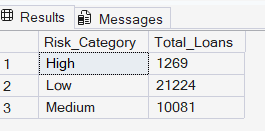 Results Messages
Risk_Category Total_Loans
1 High 1269
2 Low 21224
3 Medium 10081